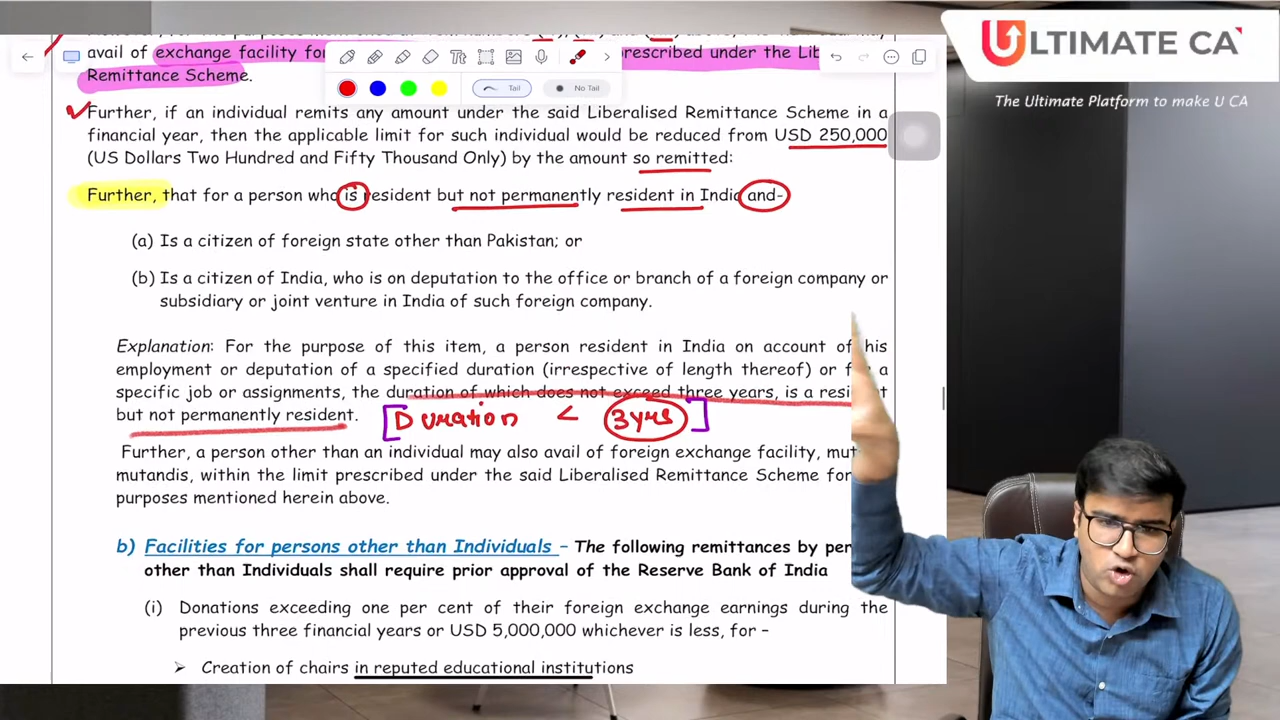 ULTIMATE CA
The Ultimate Platform to make U CA
avail of exchange facility for prescribed under the Lib
Remittance Scheme.
Tail
No Tail
Further, if an individual remits any amount under the said Liberalised Remittance Scheme in a
financial year, then the applicable limit for such individual would be reduced from USD 250,000
(US Dollars Two Hundred and Fifty Thousand Only) by the amount so remitted:
Further, that for a person who is resident but not permanently resident in India and-
(a) Is a citizen of foreign state other than Pakistan; or
(b) Is a citizen of India, who is on deputation to the office or branch of a foreign company or
subsidiary or joint venture in India of such foreign company.
Explanation: For the purpose of this item, a person resident in India on account of his
employment or deputation of a specified duration (irrespective of length thereof) or for a
specific job or assignments, the duration of which does not exceed three years, is a resi t
but not permanently resident.
[Duration < 3yrs]
Further, a person other than an individual may also avail of foreign exchange facility, mut
mutandis, within the limit prescribed under the said Liberalised Remittance Scheme for
purposes mentioned herein above.
b) Facilities for persons other than Individuals - The following remittances by per
other than Individuals shall require prior approval of the Reserve Bank of India
(i) Donations exceeding one per cent of their foreign exchange earnings during the
previous three financial years or USD 5,000,000 whichever is less, for –
➢ Creation of chairs in reputed educational institutions